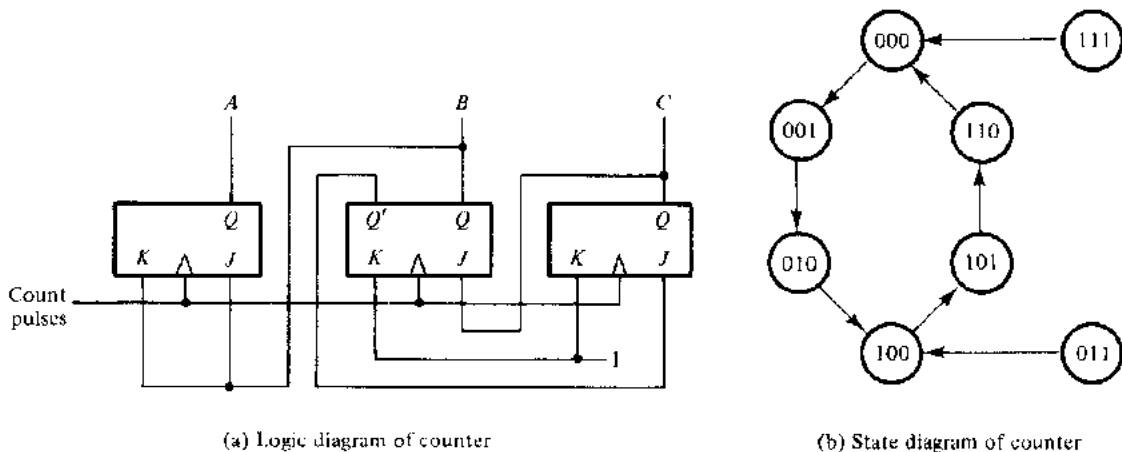 A B C
Q Q' Q Q
K J K J K J
Count
pulses
1
(a) Logic diagram of counter
000 111
001 110
010 101
100 011
(b) State diagram of counter